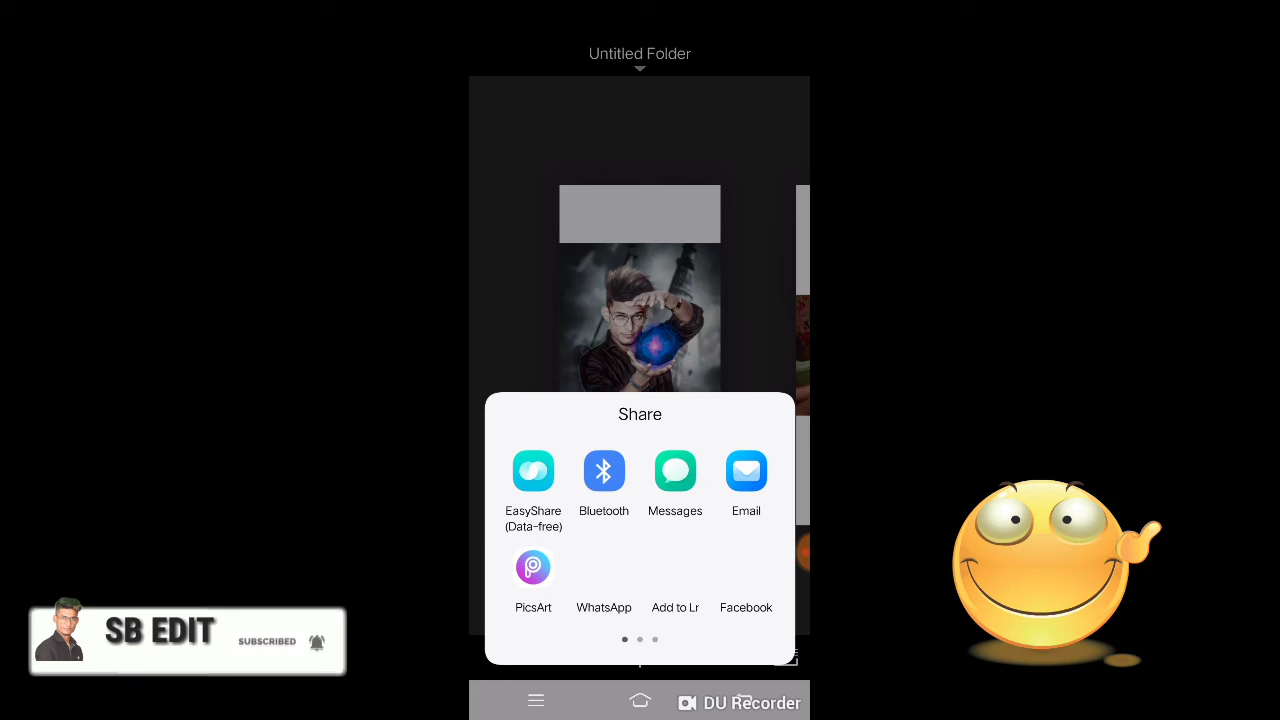 Untitled Folder
Share
EasyShare
(Data-free)
Bluetooth
Messages
Email
PicsArt
WhatsApp
Add to Lr
Facebook
SB EDIT
SUBSCRIBED
DU Recorder